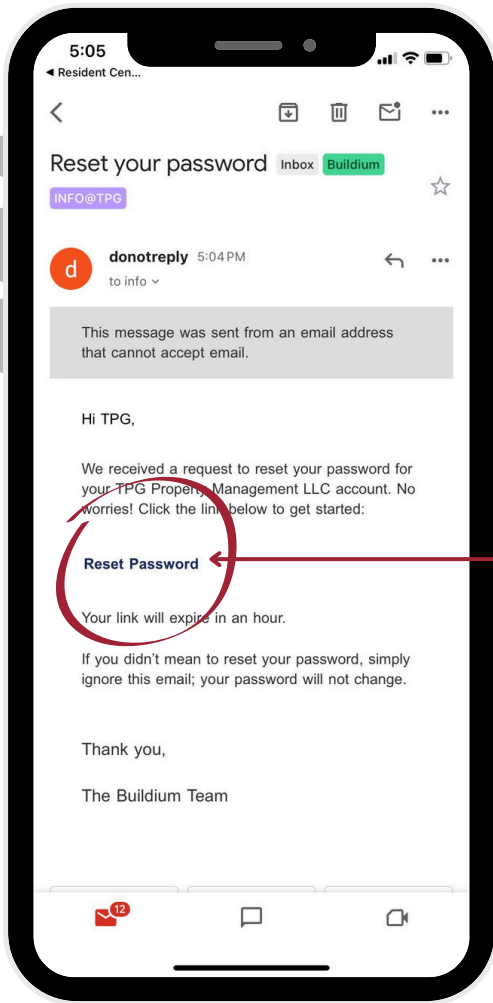 5:05
◀ Resident Cen...
Reset your password Inbox Buildium
INFO@TPG
d
donotreply 5:04 PM
to info
This message was sent from an email address
that cannot accept email.
Hi TPG,
We received a request to reset your password for
your TPG Property Management LLC account. No
worries! Click the link below to get started:
Reset Password
Your link will expire in an hour.
If you didn't mean to reset your password, simply
ignore this email; your password will not change.
Thank you,
The Buildium Team
12